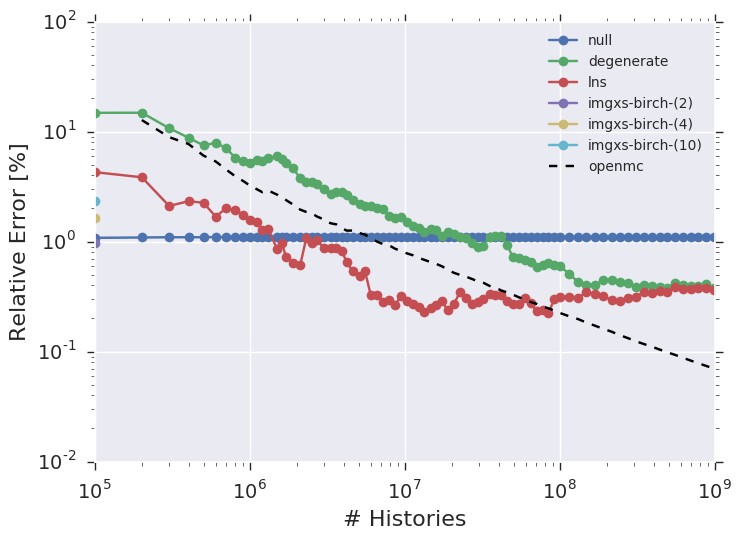 10^2
10^1
10^0
10^-1
10^-2
Relative Error [%]
null
degenerate
lns
imgxs-birch-(2)
imgxs-birch-(4)
imgxs-birch-(10)
openmc
10^5 10^6 10^7 10^8 10^9
# Histories